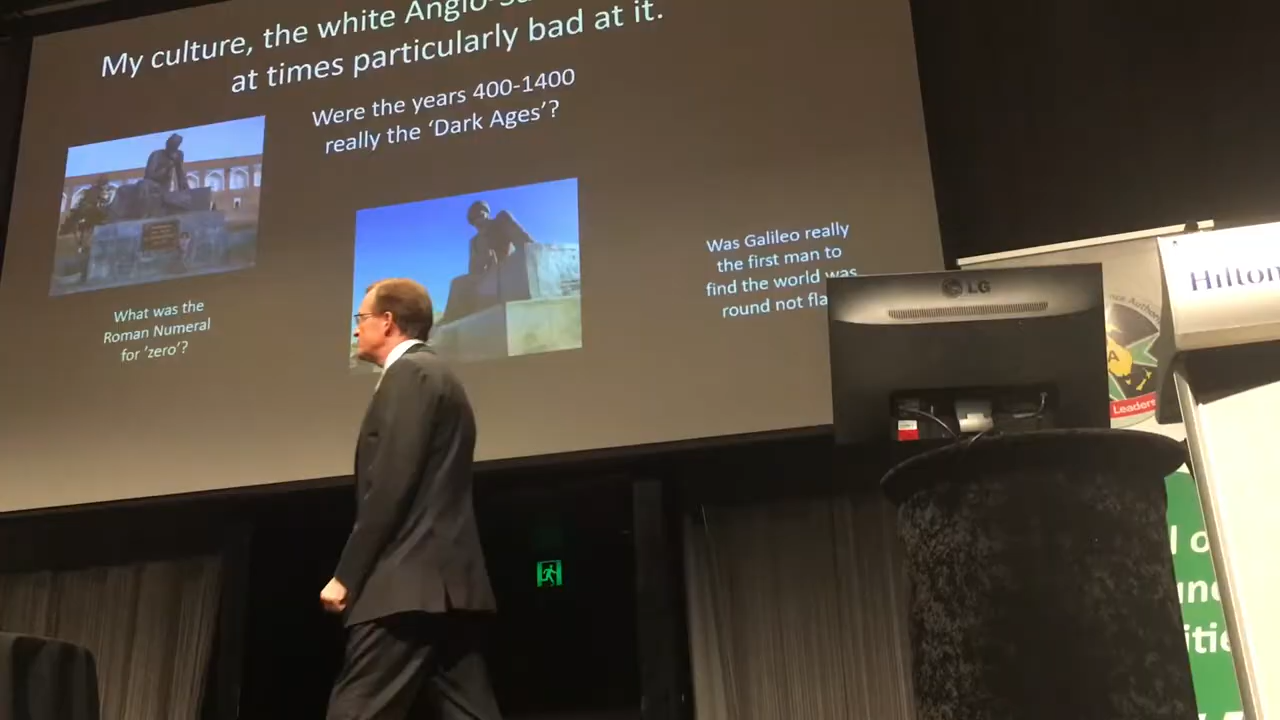 My culture, the white Anglo-Sa
at times particularly bad at it.
Were the years 400-1400
really the 'Dark Ages'?
What was the
Roman Numeral
for 'zero'?
Was Galileo really
the first man to
find the world was
round not fla
LG
Hilton
Authori
A
Leaders